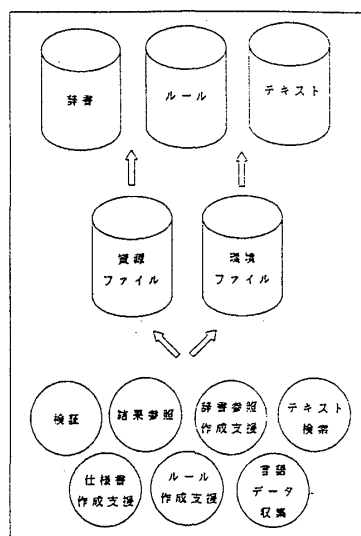 辞書
ルール
テキスト
資源
ファイル
環境
ファイル
検証
結果参照
辞書参照
作成支援
テキスト
検索
仕様書
作成支援
ルール
作成支援
言語
データ
収集